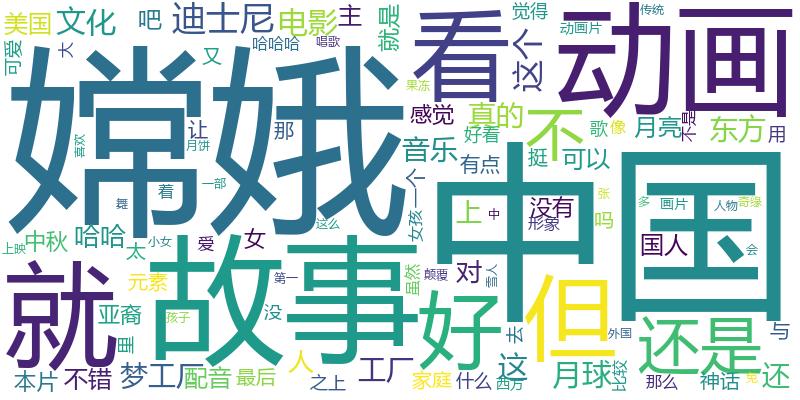 美国 文化 吧 迪士尼 电影 主 就是 看 觉得 这个 动画片 传统 动画
可爱 大 又 哈哈哈 唱歌
嫦娥 果冻 感觉 真的 不 歌 像 月亮 不是 东方 用
喜欢 让 月饼 那 音乐 好看 有点 挺 可以
舞 着 一部 女孩 一个 中国 上 中 没有 形象 吗 张 多 画片 人物 奇缘
上映 中秋 哈哈 太 小女 爱 女 这么 国人 会
就 故事 虽然 颠覆 对 雪人 还是 与
元素 第一 好 去 但
亚裔 里 孩子 没 外国
本片 不错 梦工厂 配音 最后 人 之上 工厂 家庭 什么 这 西方 月球 比较 那么 神话 兔 还